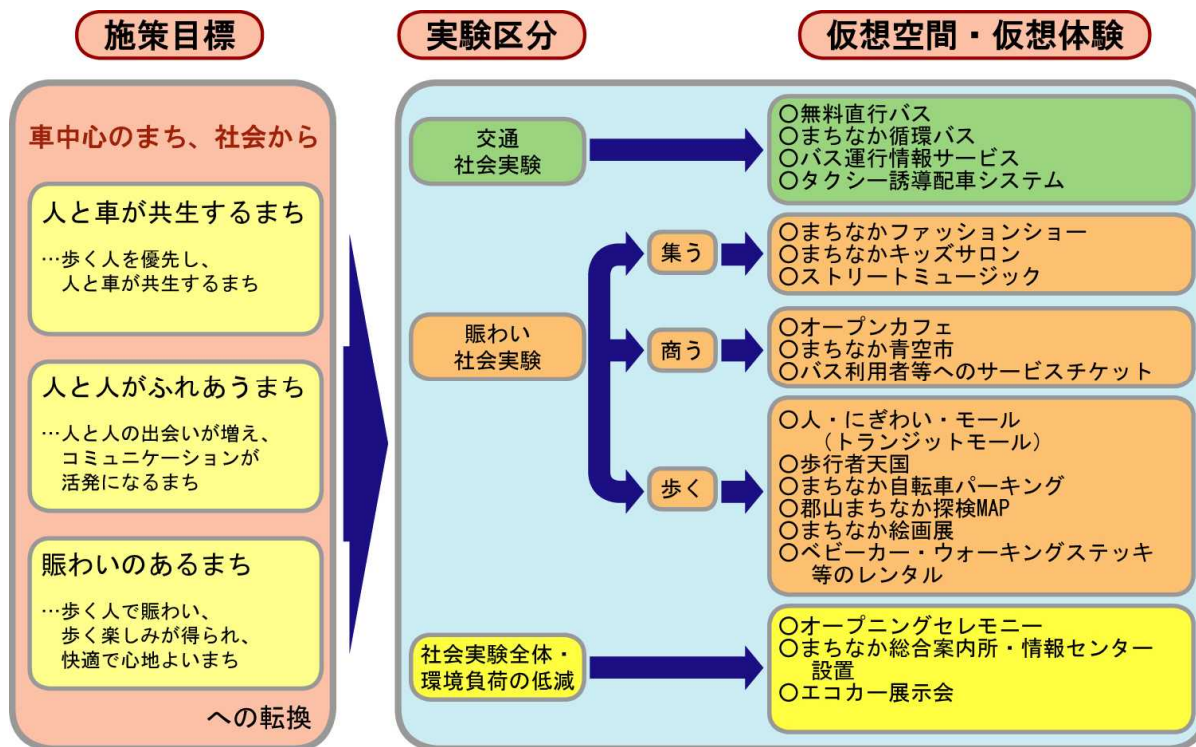 施策目標
車中心のまち、社会から
人と車が共生するまち
…歩く人を優先し、
人と車が共生するまち
人と人がふれあうまち
…人と人の出会いが増え、
コミュニケーションが
活発になるまち
賑わいのあるまち
…歩く人で賑わい、
歩く楽しみが得られ、
快適で心地よいまち
への転換
実験区分
交通
社会実験
賑わい
社会実験
集う
商う
歩く
社会実験全体・
環境負荷の低減
仮想空間・仮想体験
○無料直行バス
○まちなか循環バス
○バス運行情報サービス
○タクシー誘導配車システム
○まちなかファッションショー
○まちなかキッズサロン
○ストリートミュージック
○オープンカフェ
○まちなか青空市
○バス利用者等へのサービスチケット
○人・にぎわい・モール
（トランジットモール）
○歩行者天国
○まちなか自転車パーキング
○郡山まちなか探検MAP
○まちなか絵画展
○ベビーカー・ウォーキングステッキ
等のレンタル
○オープニングセレモニー
○まちなか総合案内所・情報センター
設置
○エコカー展示会